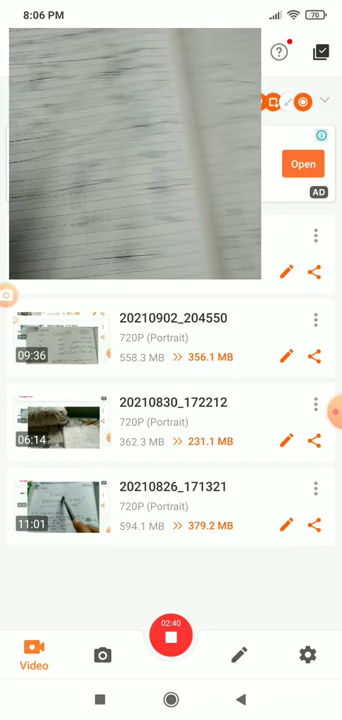 8:06 PM
70
?
Open
AD
20210902_204550
720P (Portrait)
09:36
558.3 MB >> 356.1 MB
20210830_172212
720P (Portrait)
06:14
362.3 MB >> 231.1 MB
20210826_171321
720P (Portrait)
11:01
594.1 MB >> 379.2 MB
02:40
Video